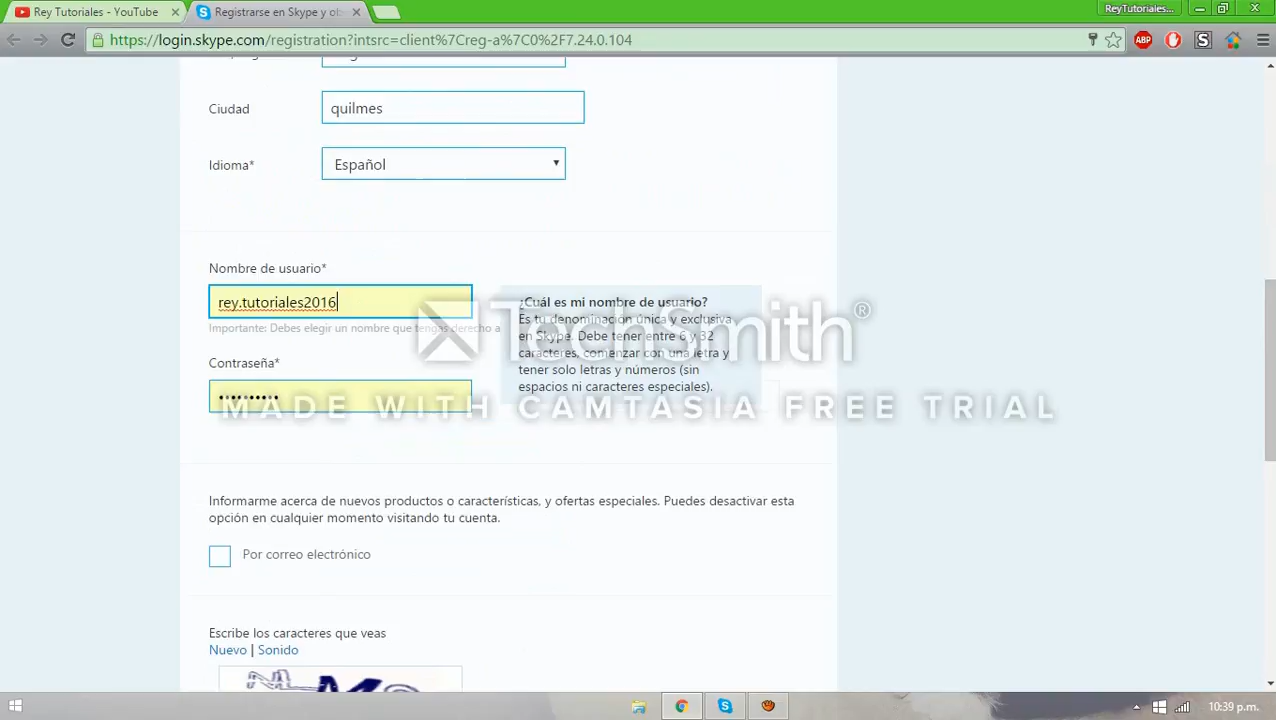 Rey Tutoriales - YouTube
Registrarse en Skype y ob
ReyTutoriales...
https://login.skype.com/registration?intsrc=client%7Creg-a%7C0%2F7.24.0.104
ABP
S
Ciudad
quilmes
Idioma*
Español
Nombre de usuario*
rey.tutoriales2016
Importante: Debes elegir un nombre que tengas derecho a
¿Cuál es mi nombre de usuario?
Es tu denominación única y exclusiva
en Skype. Debe tener entre 6 y 32
caracteres, comenzar con una letra y
tener solo letras y números (sin
espacios ni caracteres especiales).
TechSmith®
Contraseña*
••••••••••
MADE WITH CAMTASIA FREE TRIAL
Informarme acerca de nuevos productos o características, y ofertas especiales. Puedes desactivar esta
opción en cualquier momento visitando tu cuenta.
Por correo electrónico
Escribe los caracteres que veas
Nuevo | Sonido
10:39 p.m.